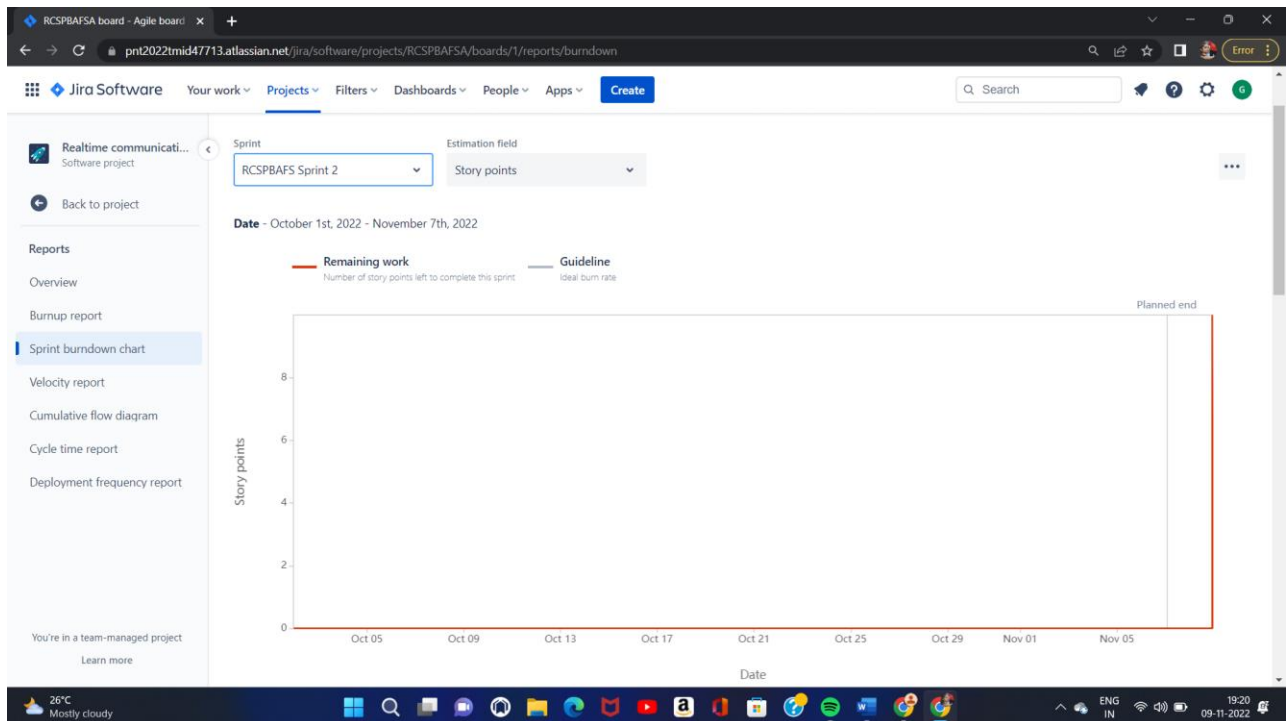 RCSPBAFSA board - Agile board
pnt2022tmid47713.atlassian.net/jira/software/projects/RCSPBAFSA/boards/1/reports/burndown
Error
Jira Software Your work Projects Filters Dashboards People Apps Create Search G
Realtime communicati...
Software project
Back to project
Reports
Overview
Burnup report
Sprint burndown chart
Velocity report
Cumulative flow diagram
Cycle time report
Deployment frequency report
You're in a team-managed project
Learn more
Sprint Estimation field
RCSPBAFS Sprint 2 Story points
Date - October 1st, 2022 - November 7th, 2022
Remaining work Guideline
Number of story points left to complete this sprint Ideal burn rate
Planned end
8
6
4
2
0
Story points
Oct 05 Oct 09 Oct 13 Oct 17 Oct 21 Oct 25 Oct 29 Nov 01 Nov 05
Date
26°C
Mostly cloudy
a
ENG
IN
19:20
09-11-2022